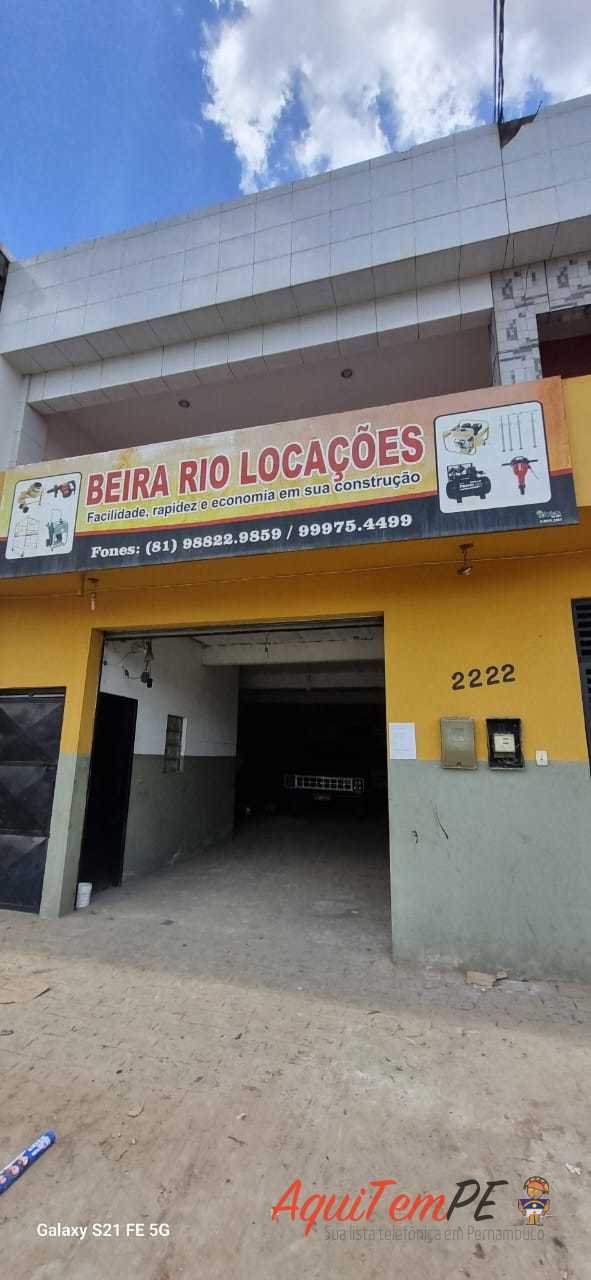 BEIRA RIO LOCAÇÕES
Facilidade, rapidez e economia em sua construção
Fones: (81) 98822.9859 / 99975.4499
2222
AquiTemPE
Sua lista telefônica em Pernambuco
Galaxy S21 FE 5G